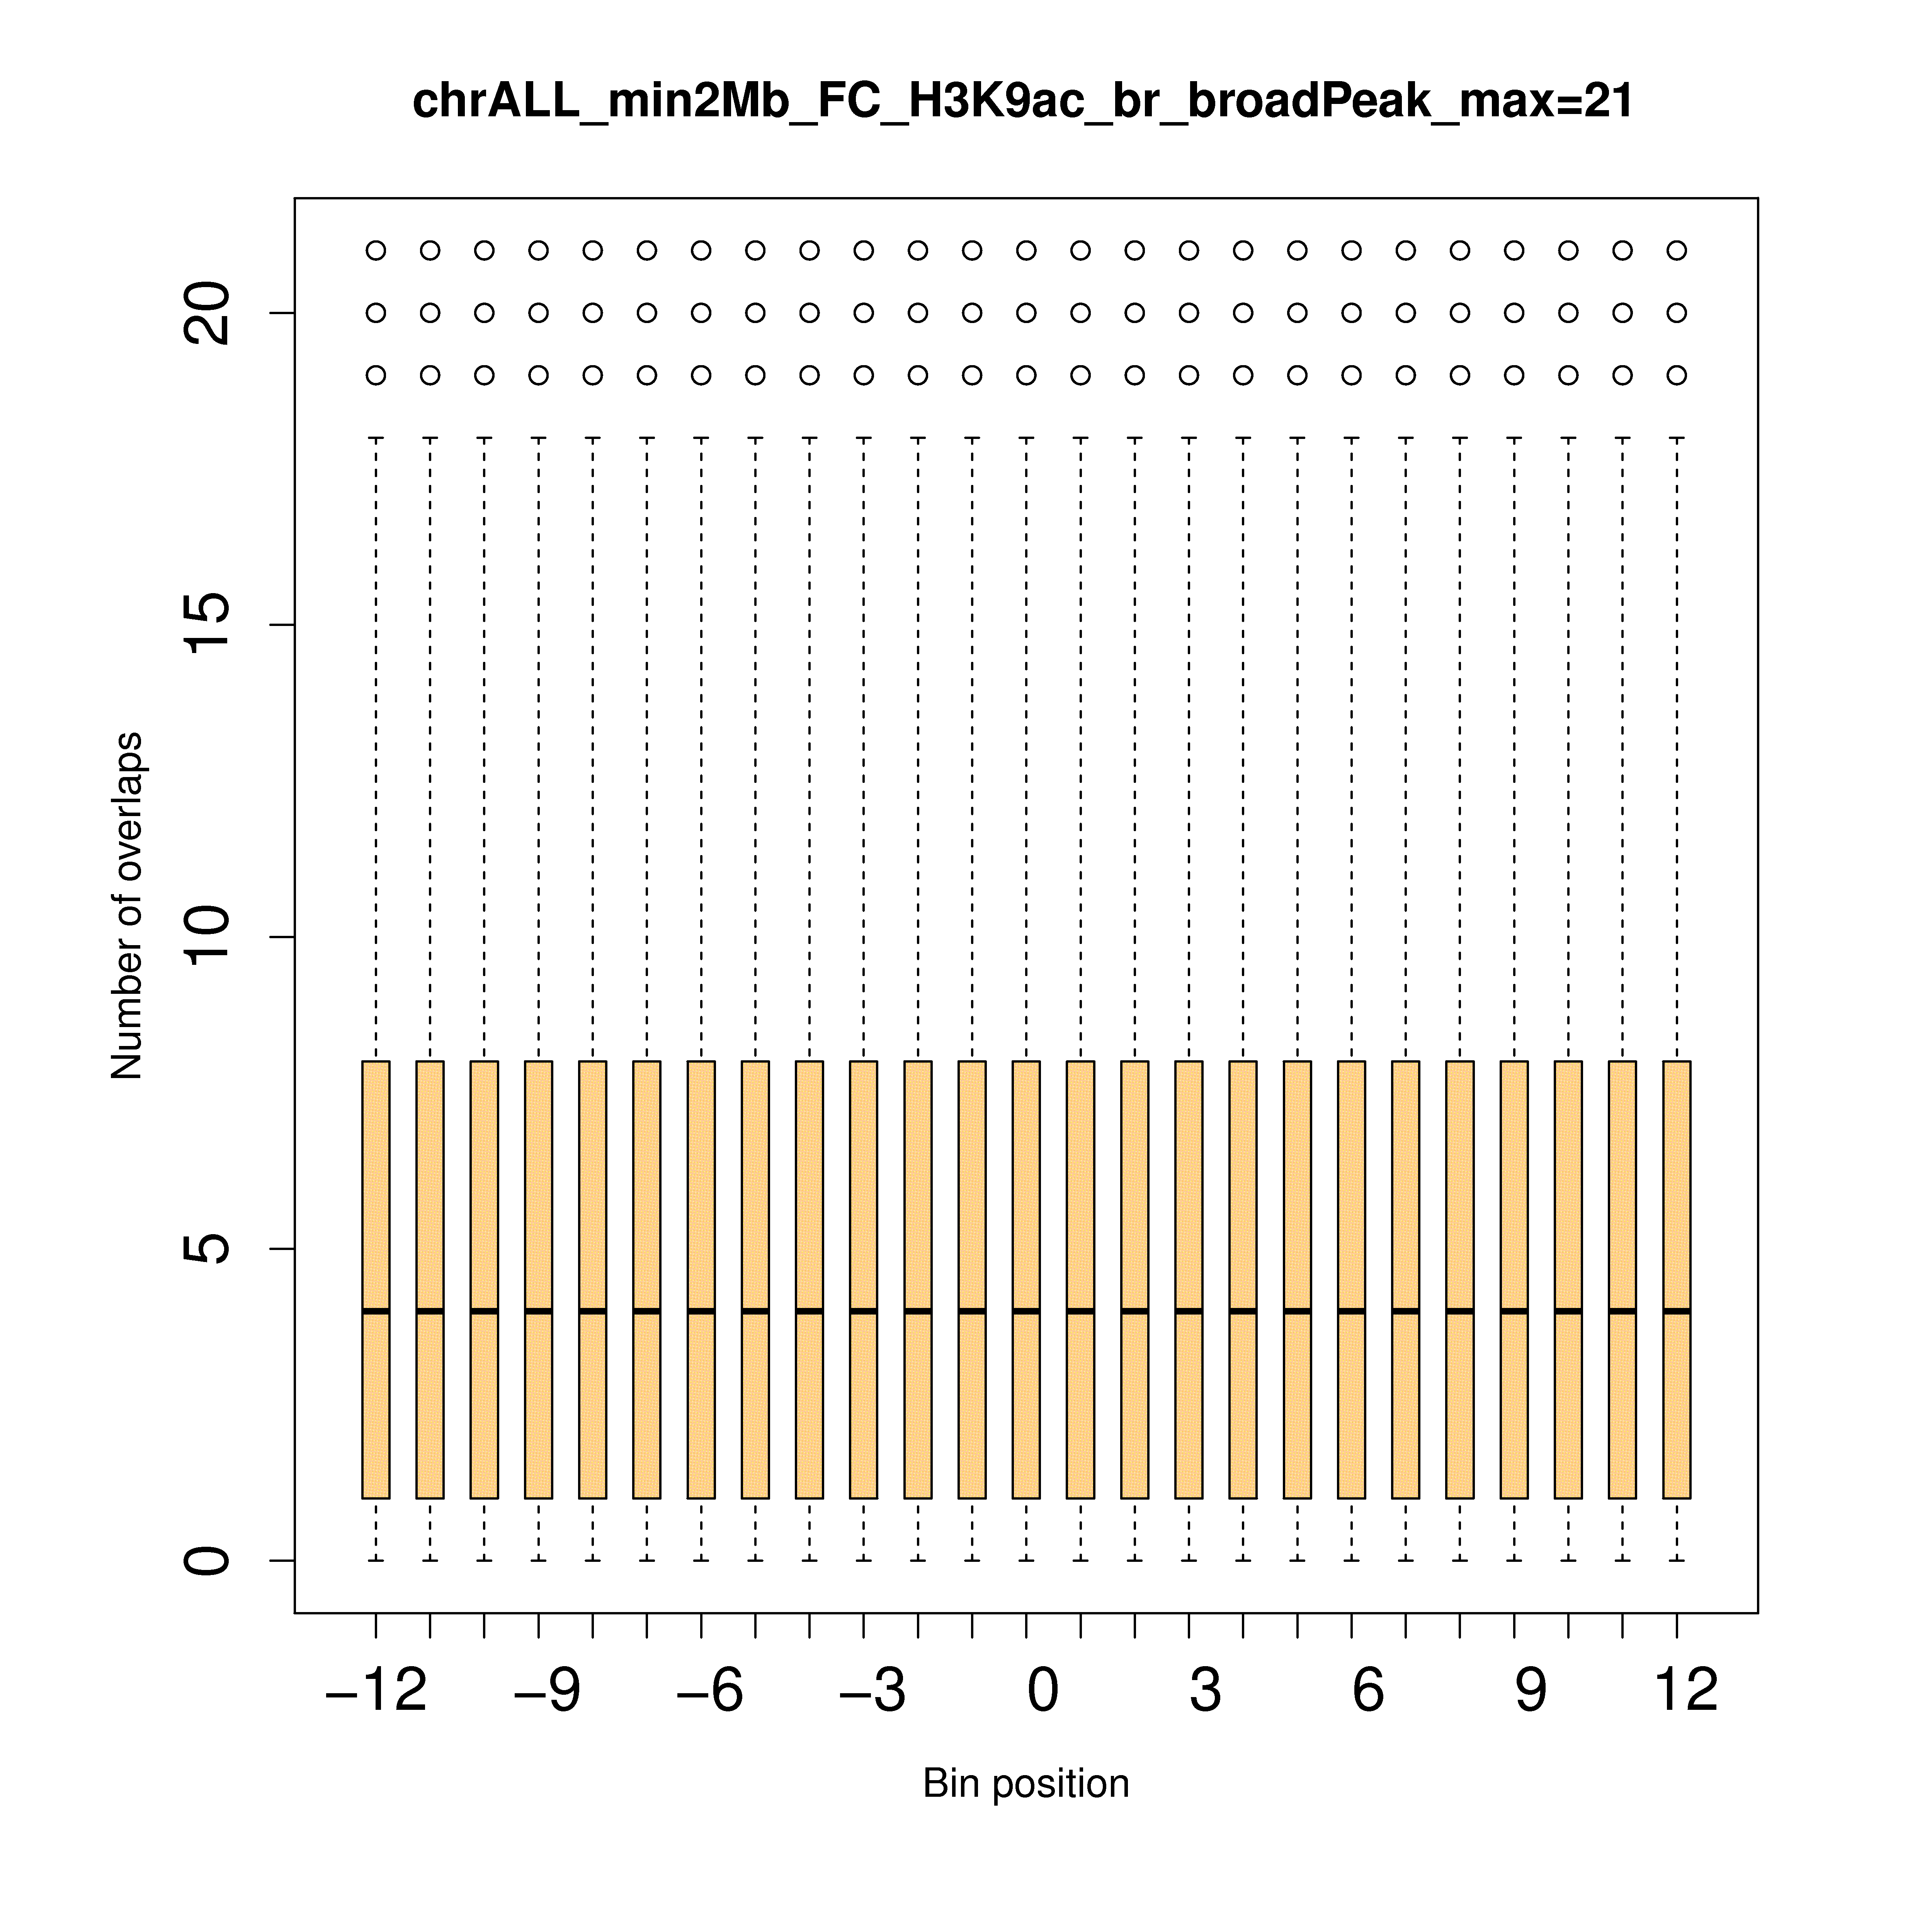 chrALL_min2Mb_FC_H3K9ac_br_broadPeak_max=21
20
15
10
5
0
Number of overlaps
−12 −9 −6 −3 0 3 6 9 12
Bin position